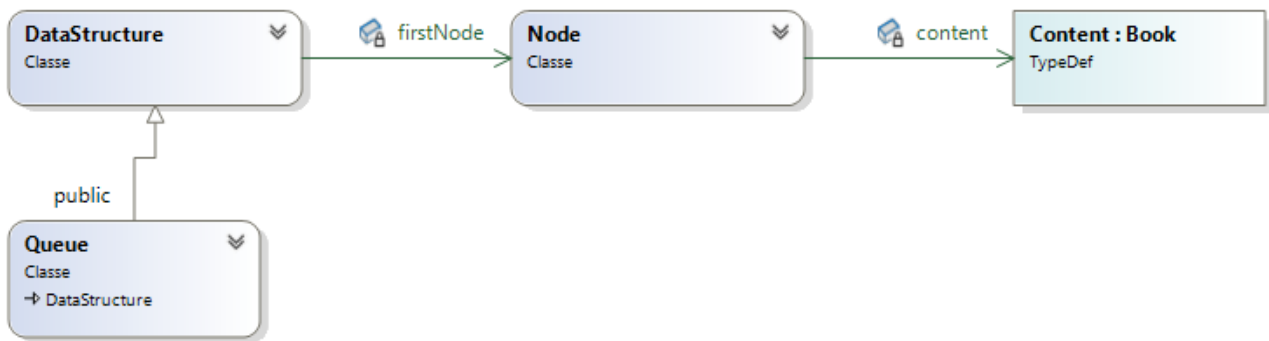 DataStructure
Classe
firstNode
Node
Classe
content
Content : Book
TypeDef
public
Queue
Classe
DataStructure